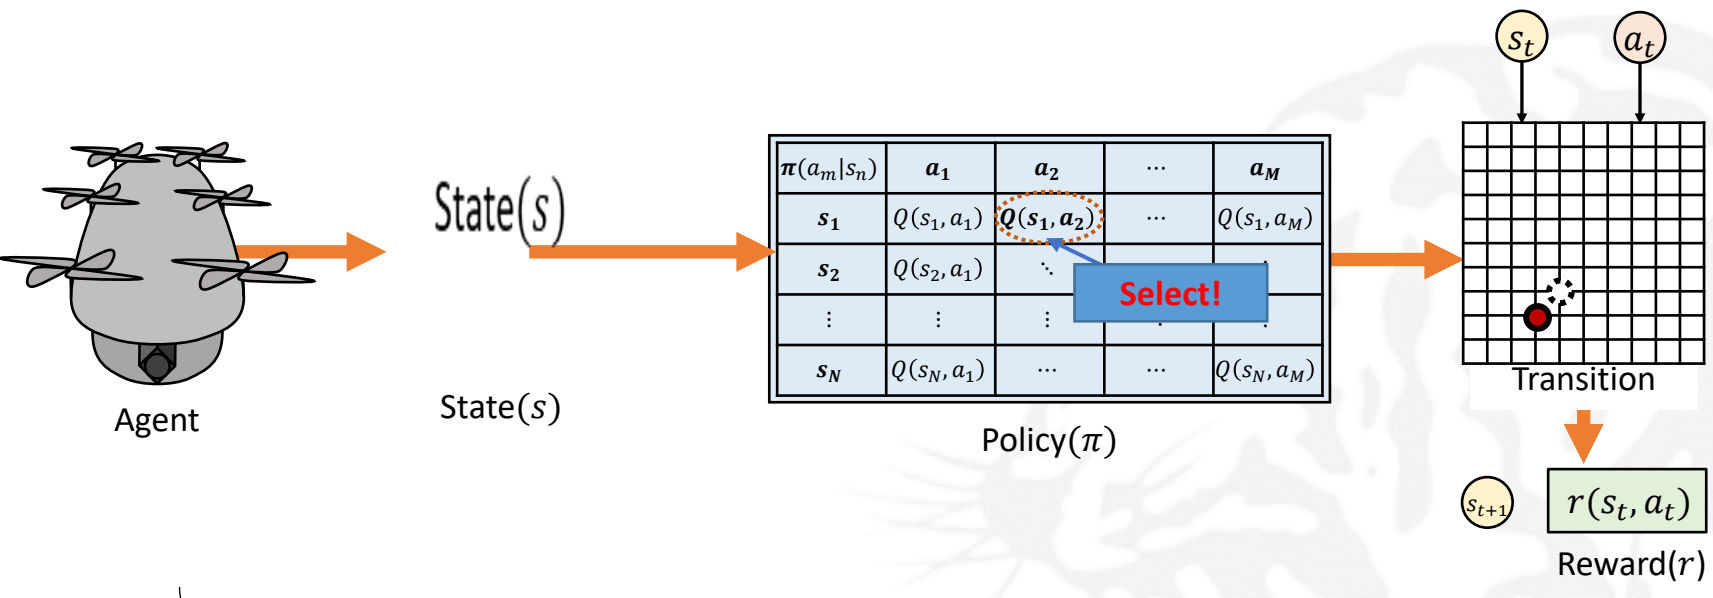 s_t a_t
π(a_m|s_n) a_1 a_2 ⋯ a_M
s_1 Q(s_1, a_1) Q(s_1, a_2) ⋯ Q(s_1, a_M)
s_2 Q(s_2, a_1) ⋱ ⋮
Select!
⋮ ⋮ ⋮ ⋮ ⋮
s_N Q(s_N, a_1) ⋯ ⋯ Q(s_N, a_M)
State(s)
Agent
State(s)
Policy(π)
Transition
s_{t+1} r(s_t, a_t)
Reward(r)